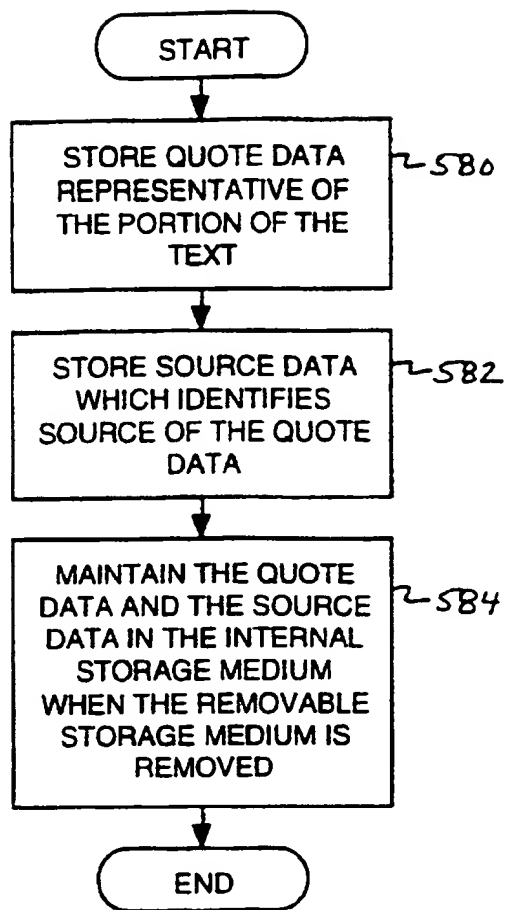 START
STORE QUOTE DATA
REPRESENTATIVE OF
THE PORTION OF THE
TEXT
580
STORE SOURCE DATA
WHICH IDENTIFIES
SOURCE OF THE QUOTE
DATA
582
MAINTAIN THE QUOTE
DATA AND THE SOURCE
DATA IN THE INTERNAL
STORAGE MEDIUM
WHEN THE REMOVABLE
STORAGE MEDIUM IS
REMOVED
584
END